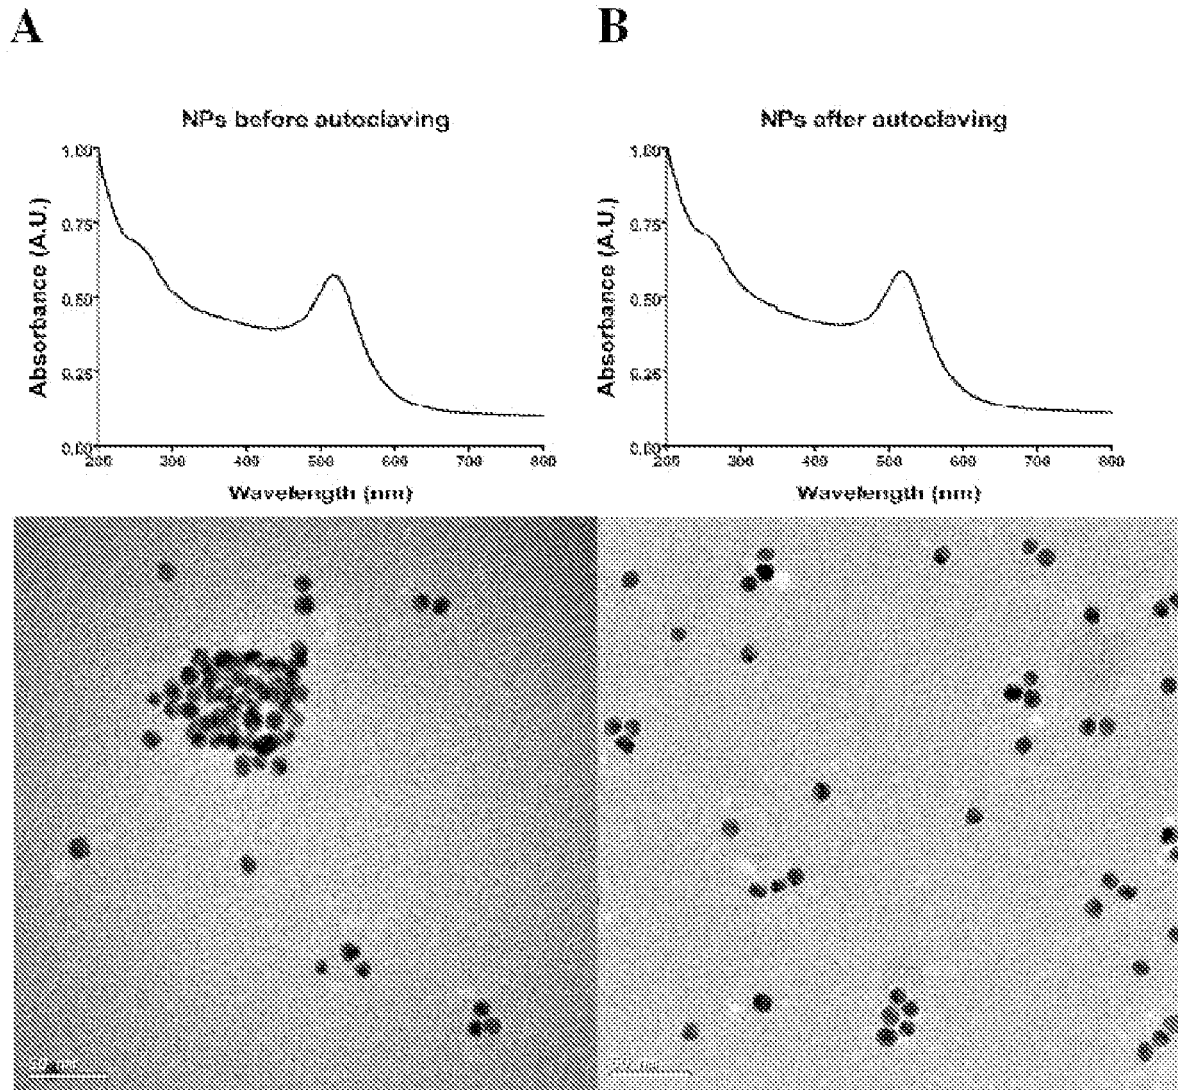 A
B
NPs before autoclaving
NPs after autoclaving
1.00
0.75
0.50
0.25
0.00
Absorbance (A.U.)
200 300 400 500 600 700 800
Wavelength (nm)
1.00
0.75
0.50
0.25
0.00
Absorbance (A.U.)
200 300 400 500 600 700 800
Wavelength (nm)